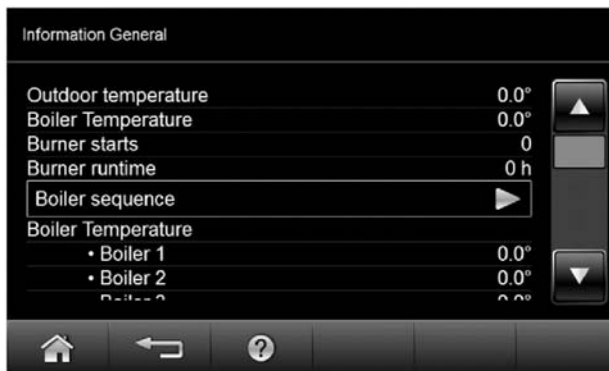 Information General
Outdoor temperature 0.0°
Boiler Temperature 0.0°
Burner starts 0
Burner runtime 0 h
Boiler sequence
Boiler Temperature
• Boiler 1 0.0°
• Boiler 2 0.0°